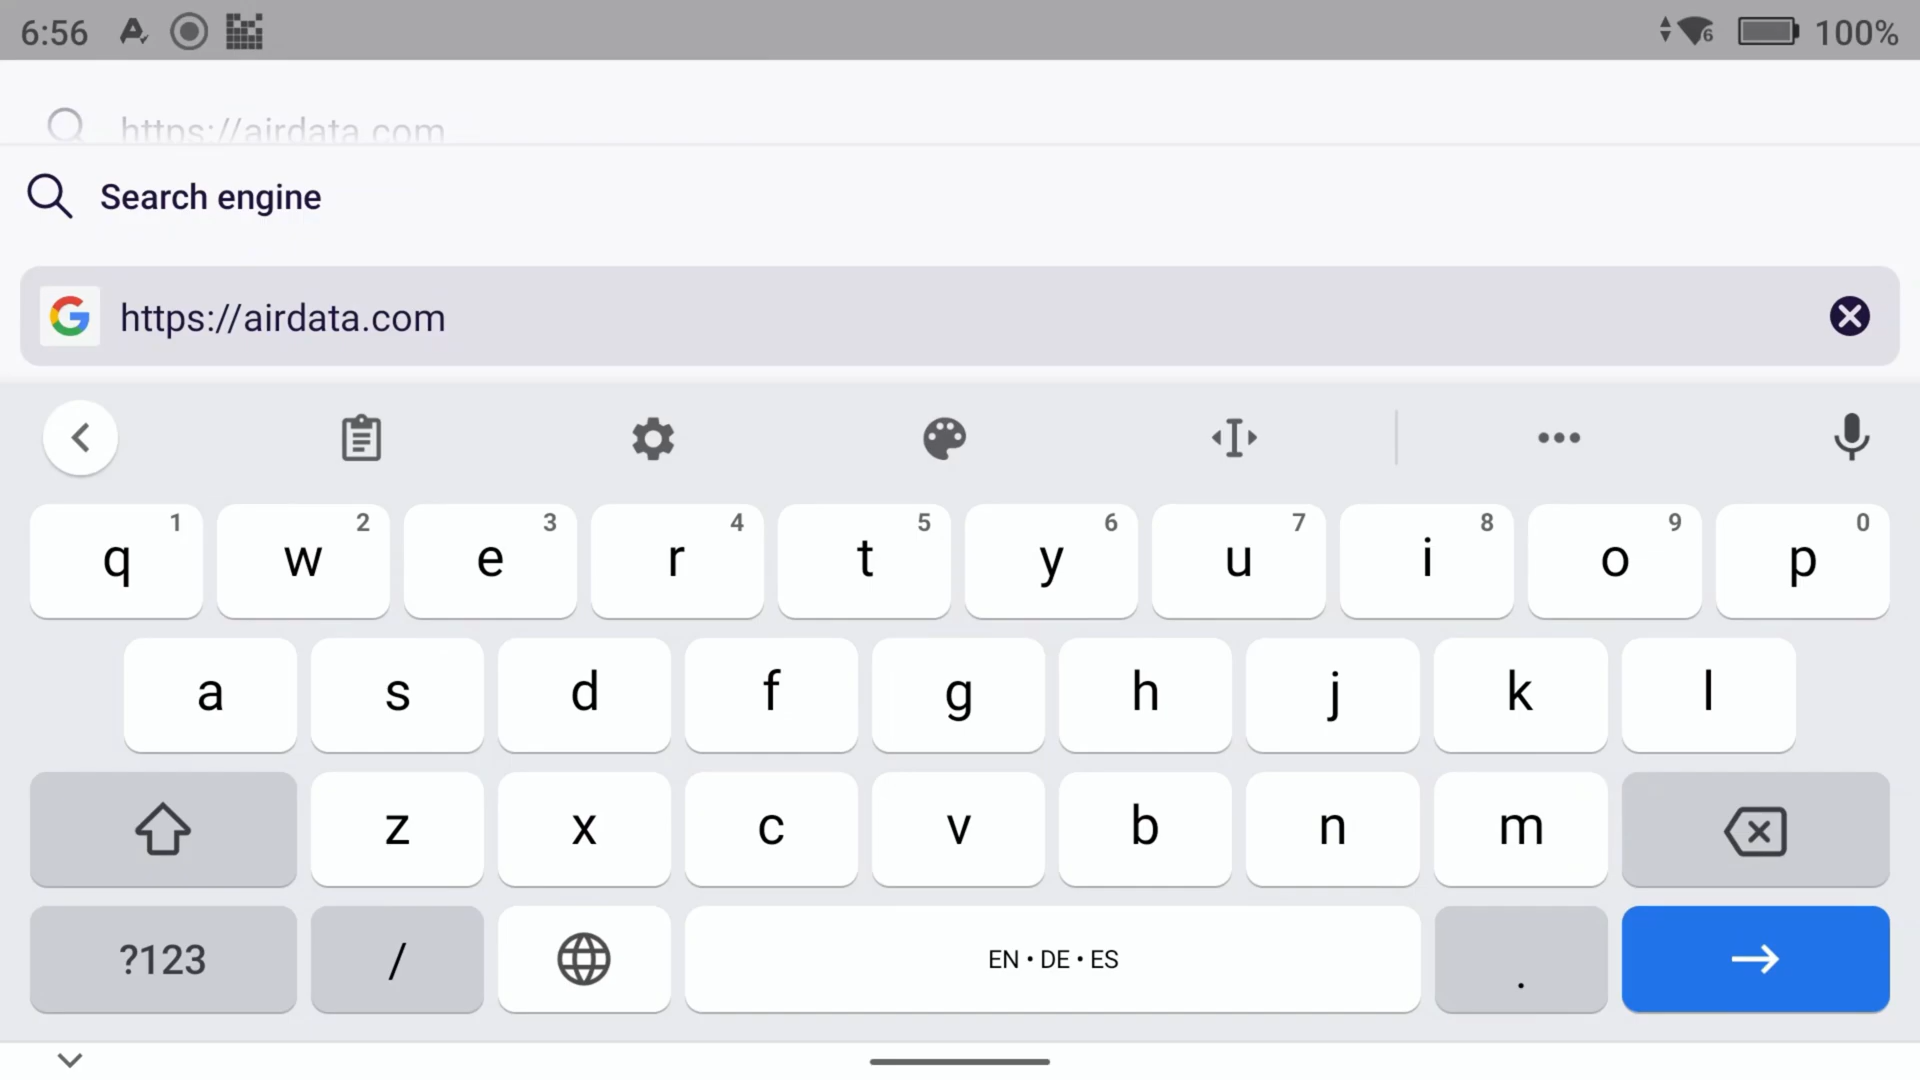 6:56 6 100%
https://airdata.com
Search engine
https://airdata.com
1 2 3 4 5 6 7 8 9 0
q w e r t y u i o p
a s d f g h j k l
z x c v b n m
?123 / EN • DE • ES .